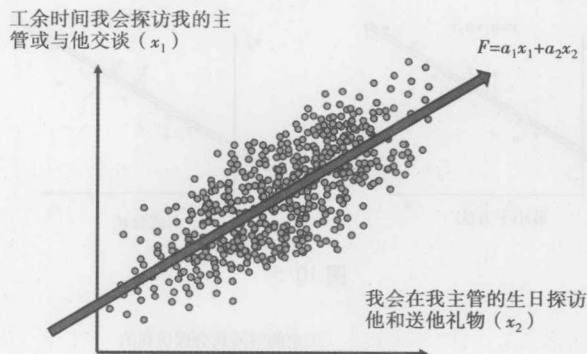 工余时间我会探访我的主
管或与他交谈（x₁）
F=a₁x₁+a₂x₂
我会在我主管的生日探访
他和送他礼物（x₂）